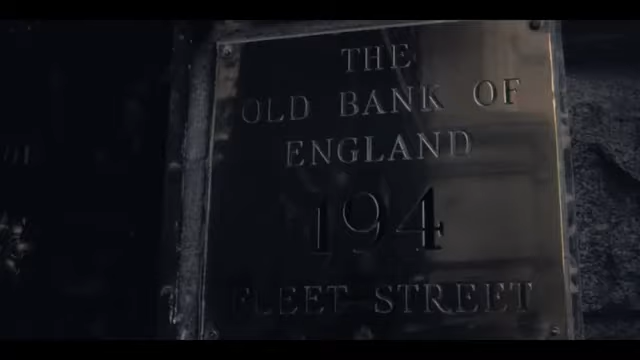 THE
OLD BANK OF
ENGLAND
194
FLEET STREET